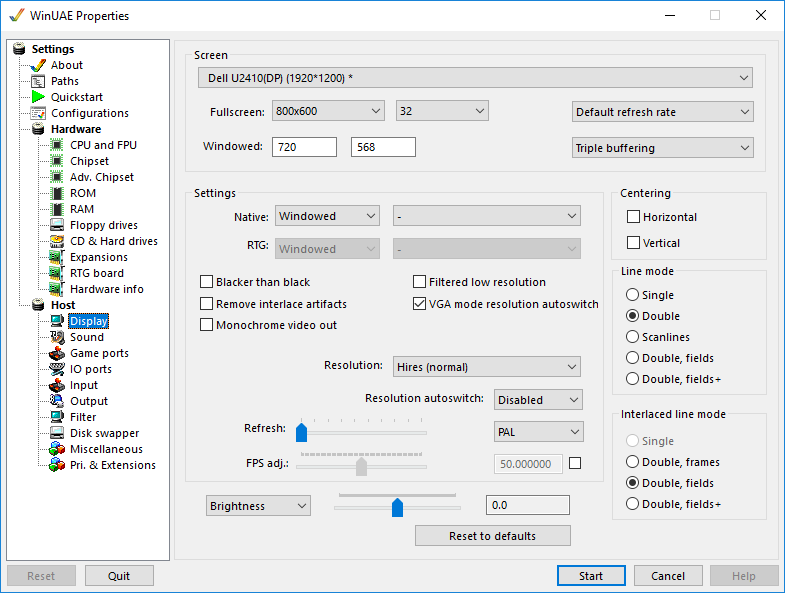 WinUAE Properties
Settings
About
Paths
Quickstart
Configurations
Hardware
CPU and FPU
Chipset
Adv. Chipset
ROM
RAM
Floppy drives
CD & Hard drives
Expansions
RTG board
Hardware info
Host
Display
Sound
Game ports
IO ports
Input
Output
Filter
Disk swapper
Miscellaneous
Pri. & Extensions
Screen
Dell U2410(DP) (1920*1200) *
Fullscreen: 800x600 32 Default refresh rate
Windowed: 720 568 Triple buffering
Settings
Native: Windowed -
RTG: Windowed -
Blacker than black Filtered low resolution
Remove interlace artifacts VGA mode resolution autoswitch
Monochrome video out
Resolution: Hires (normal)
Resolution autoswitch: Disabled
Refresh: PAL
FPS adj.: 50.000000
Brightness 0.0
Reset to defaults
Centering
Horizontal
Vertical
Line mode
Single
Double
Scanlines
Double, fields
Double, fields+
Interlaced line mode
Single
Double, frames
Double, fields
Double, fields+
Reset Quit Start Cancel Help